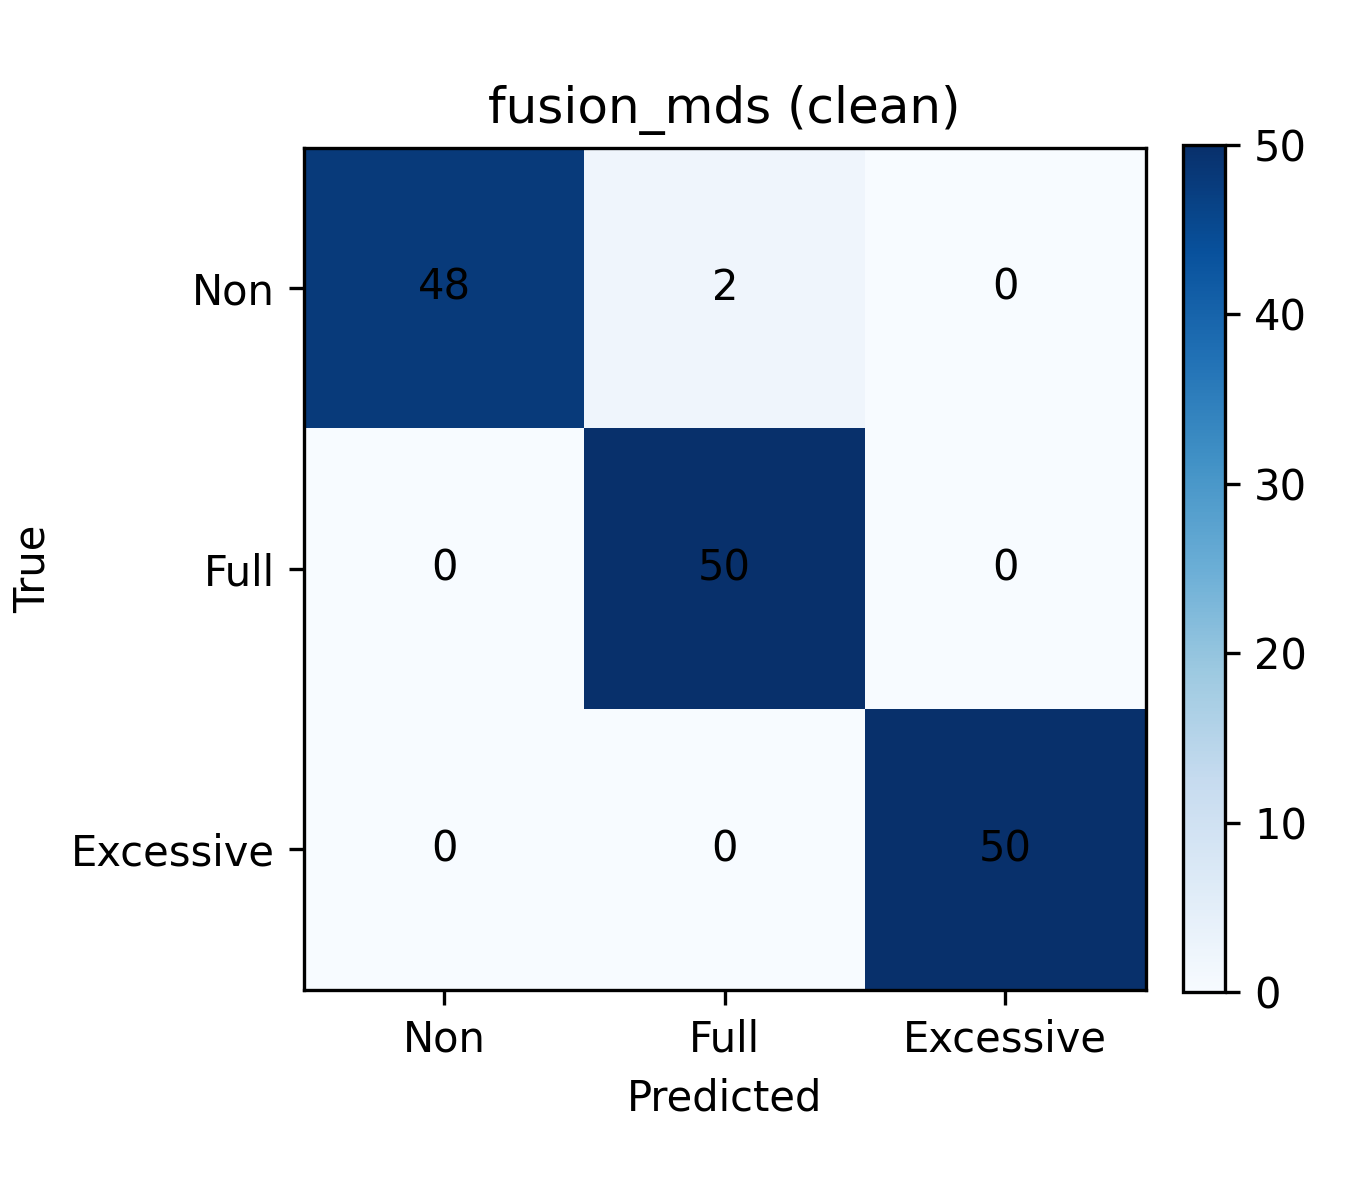 fusion_mds (clean)
50
Non 48 2 0
40
30
True
Full 0 50 0
20
Excessive 0 0 50
10
0
Non Full Excessive
Predicted